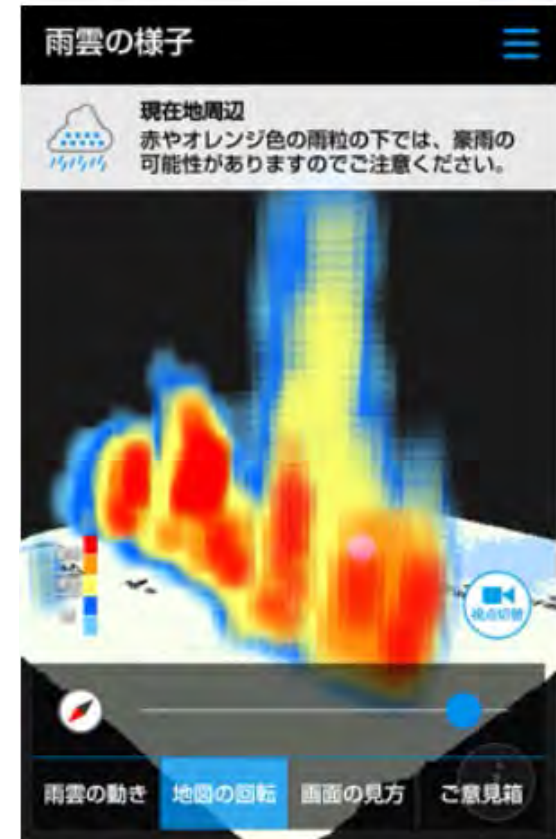 雨雲の様子
現在地周辺
赤やオレンジ色の雨粒の下では、豪雨の
可能性がありますのでご注意ください。
視点切替
雨雲の動き
地図の回転
画面の見方
ご意見箱